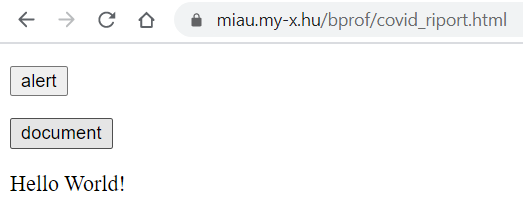 miau.my-x.hu/bprof/covid_riport.html
alert
document
Hello World!